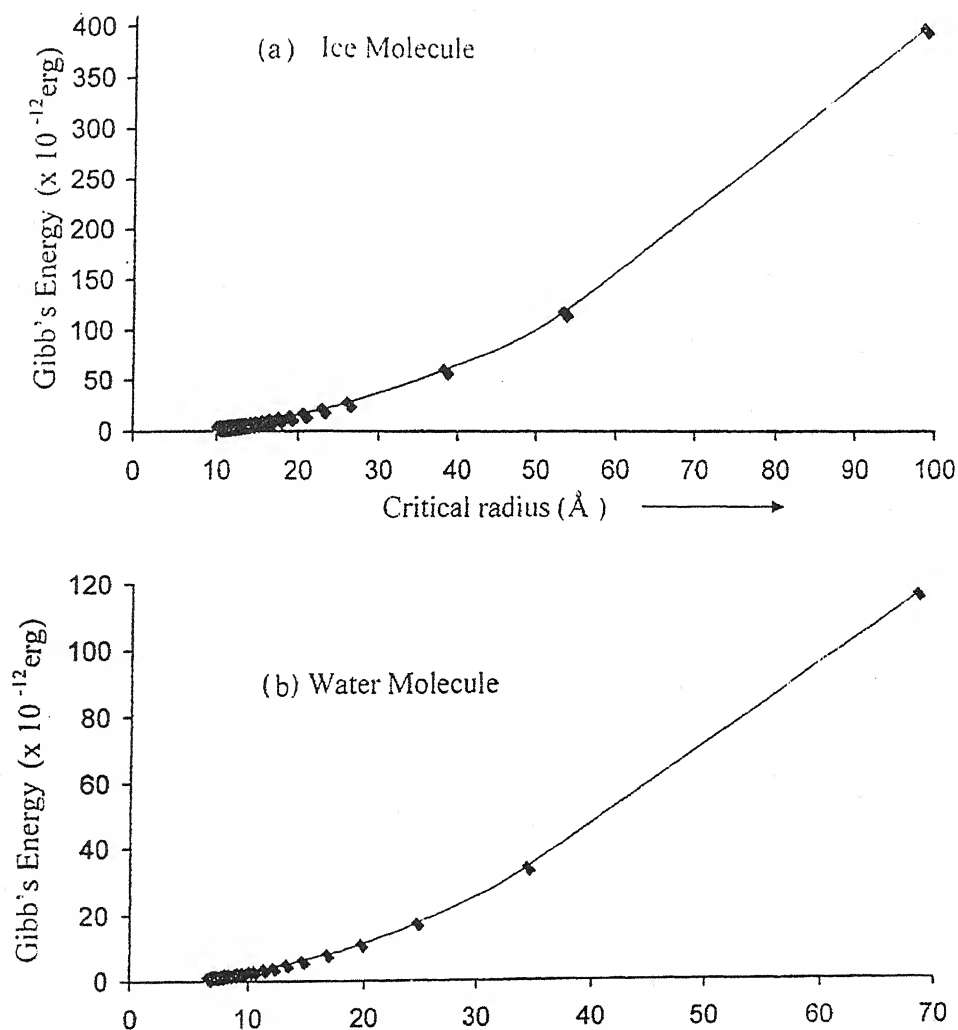 (a) Ice Molecule
Gibb's Energy (x 10⁻¹²erg)
400
350
300
250
200
150
100
50
0
0 10 20 30 40 50 60 70 80 90 100
Critical radius (Å)
(b) Water Molecule
Gibb's Energy (x 10⁻¹²erg)
120
100
80
60
40
20
0
0 10 20 30 40 50 60 70